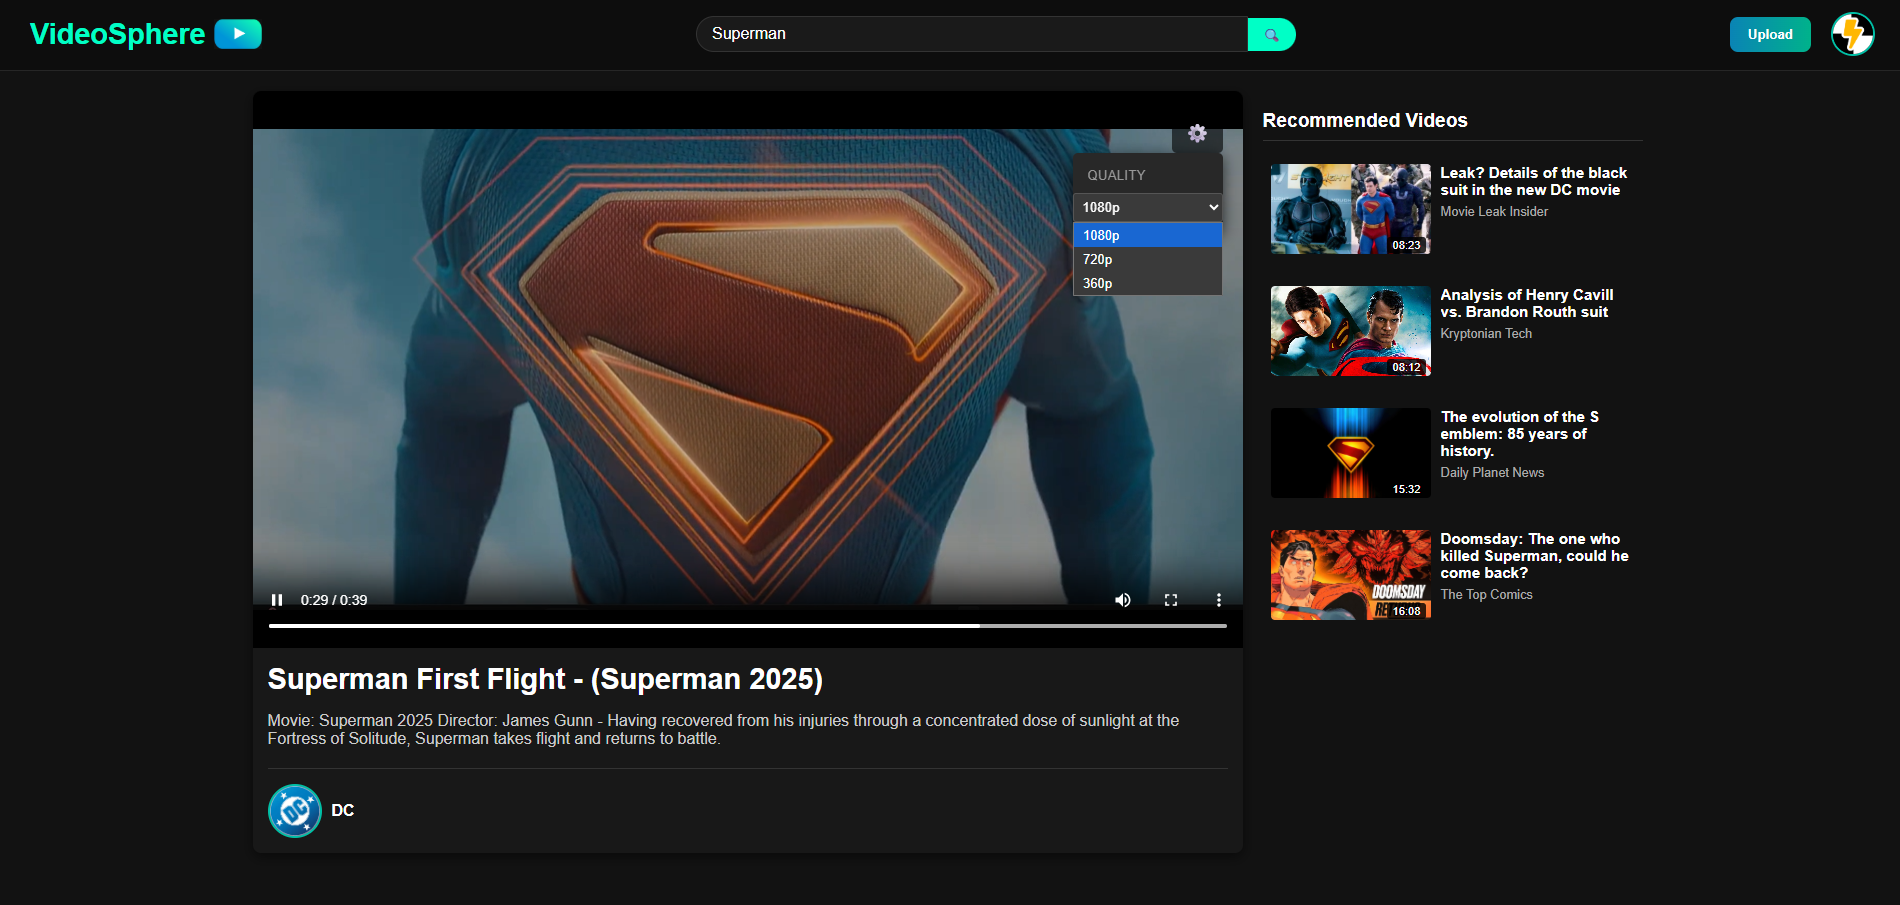 VideoSphere
Superman
Upload
QUALITY
1080p
1080p
720p
360p
0:29 / 0:39
Superman First Flight - (Superman 2025)
Movie: Superman 2025 Director: James Gunn - Having recovered from his injuries through a concentrated dose of sunlight at the
Fortress of Solitude, Superman takes flight and returns to battle.
DC
DC
Recommended Videos
08:23
Leak? Details of the black
suit in the new DC movie
Movie Leak Insider
08:12
Analysis of Henry Cavill
vs. Brandon Routh suit
Kryptonian Tech
15:32
The evolution of the S
emblem: 85 years of
history.
Daily Planet News
DOOMSDAY
16:08
Doomsday: The one who
killed Superman, could he
come back?
The Top Comics